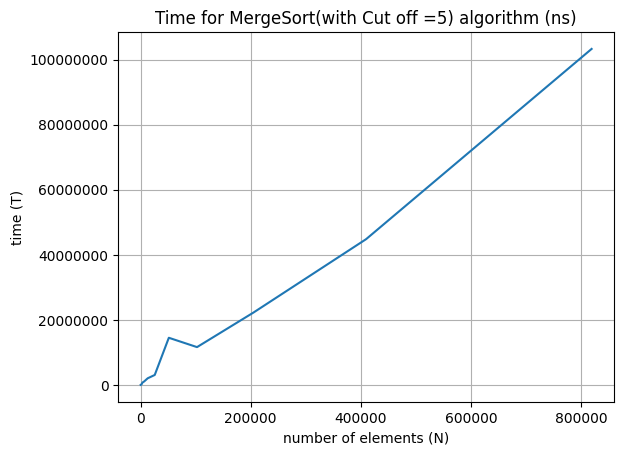 Time for MergeSort(with Cut off =5) algorithm (ns)
100000000
80000000
60000000
40000000
20000000
0
time (T)
0 200000 400000 600000 800000
number of elements (N)